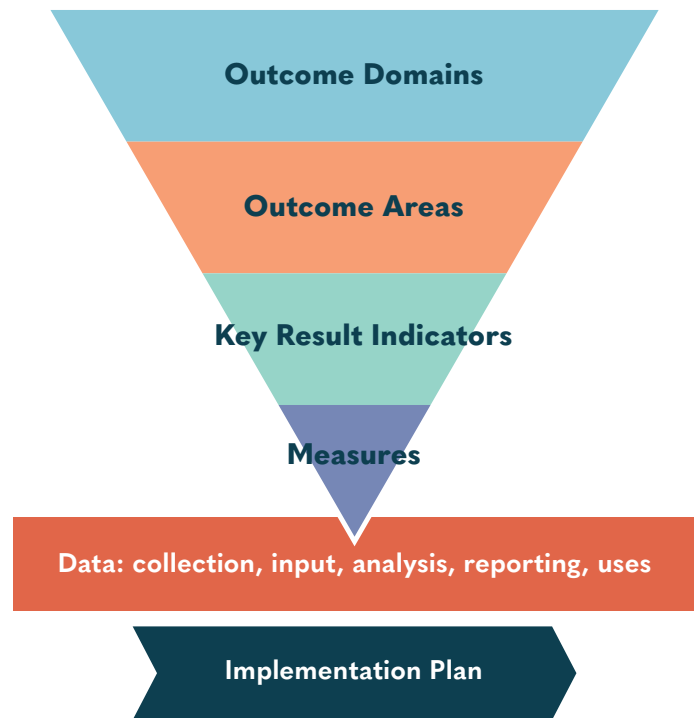 Outcome Domains
Outcome Areas
Key Result Indicators
Measures
Data: collection, input, analysis, reporting, uses
Implementation Plan